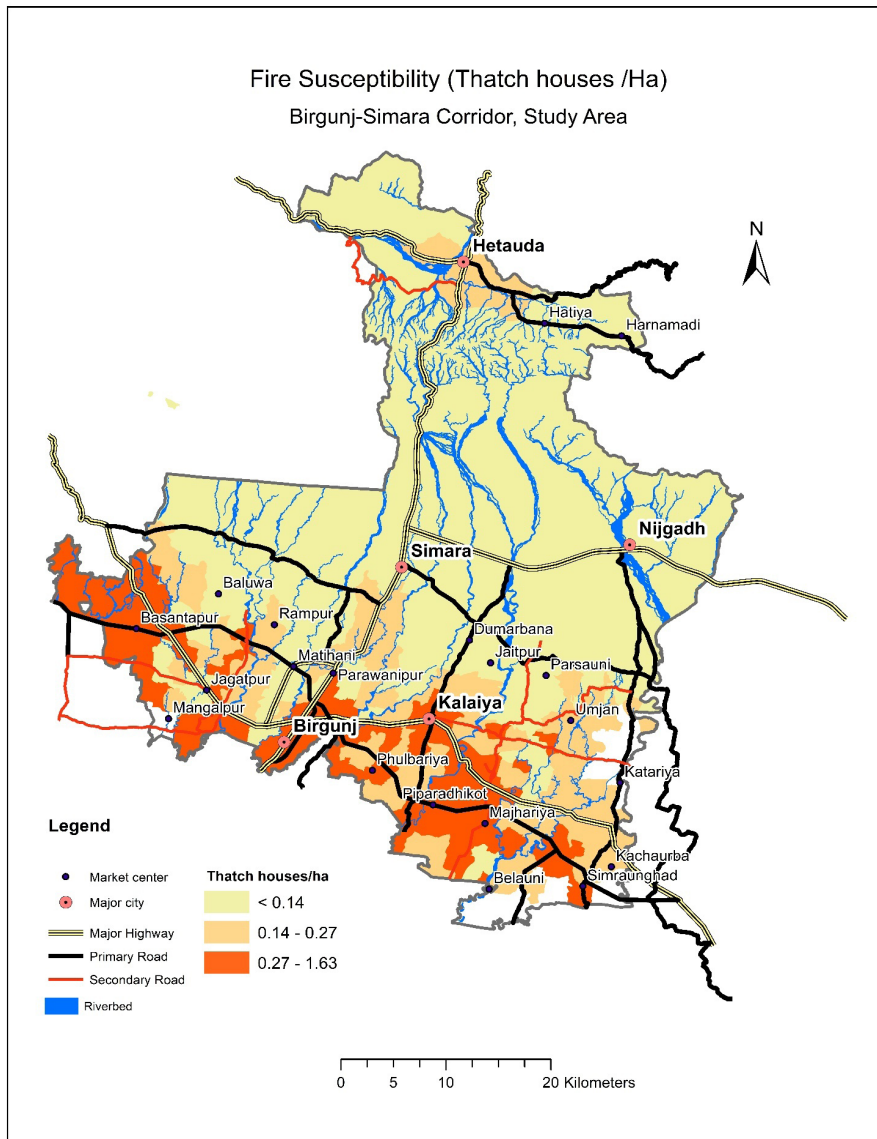 Fire Susceptibility (Thatch houses /Ha)
Birgunj-Simara Corridor, Study Area
N
Hetauda
Hatiya
Harnamadi
Nijgadh
Simara
Baluwa
Rampur
Basantapur
Dumarbana
Matihani
Jaitpur
Parsauni
Parawanipur
Jagatpur
Mangalpur
Kalaiya
Umjan
Birgunj
Phulbariya
Katariya
Piparadhikot
Majhariya
Kachaurba
Belauni
Simraunghad
Legend
Market center
Major city
Major Highway
Primary Road
Secondary Road
Riverbed
Thatch houses/ha
< 0.14
0.14 - 0.27
0.27 - 1.63
0 5 10 20 Kilometers